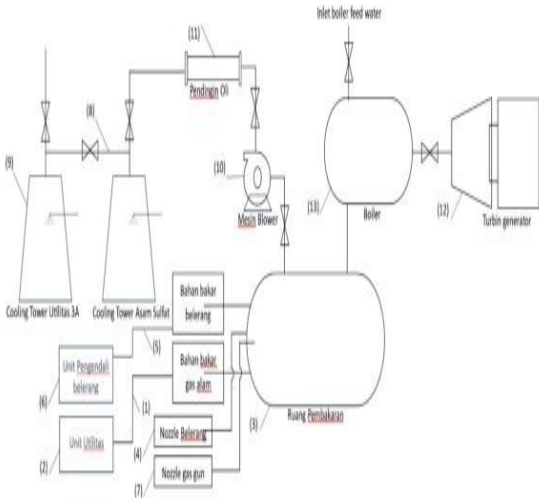 Inlet boiler feed water
(11)
Pendingin Oli
(8)
(9)
(10)
Mesin Blower
(13)
Boiler
(12)
Turbin generator
Cooling Tower Utilitas 3A
Cooling Tower Asam Sulfat
Bahan bakar
belerang
(5)
Unit Pengendali
belerang
(6)
Bahan bakar
gas alam
(1)
Unit Utilitas
(2)
Nozzle Belerang
(4)
(3)
Ruang Pembakaran
Nozzle gas gun
(7)